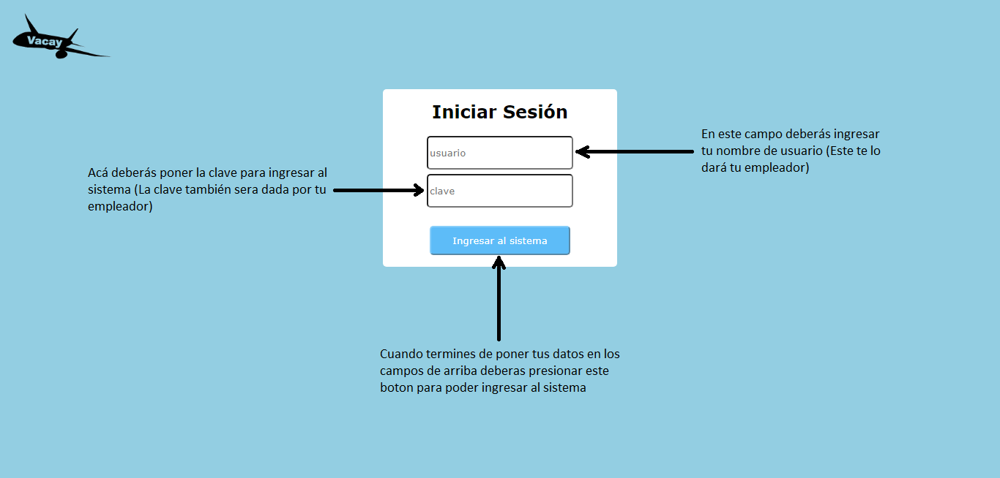 Vacay
Iniciar Sesión
usuario
clave
Ingresar al sistema
En este campo deberás ingresar
tu nombre de usuario (Este te lo
dará tu empleador)
Acá deberás poner la clave para ingresar al
sistema (La clave también sera dada por tu
empleador)
Cuando termines de poner tus datos en los
campos de arriba deberas presionar este
boton para poder ingresar al sistema